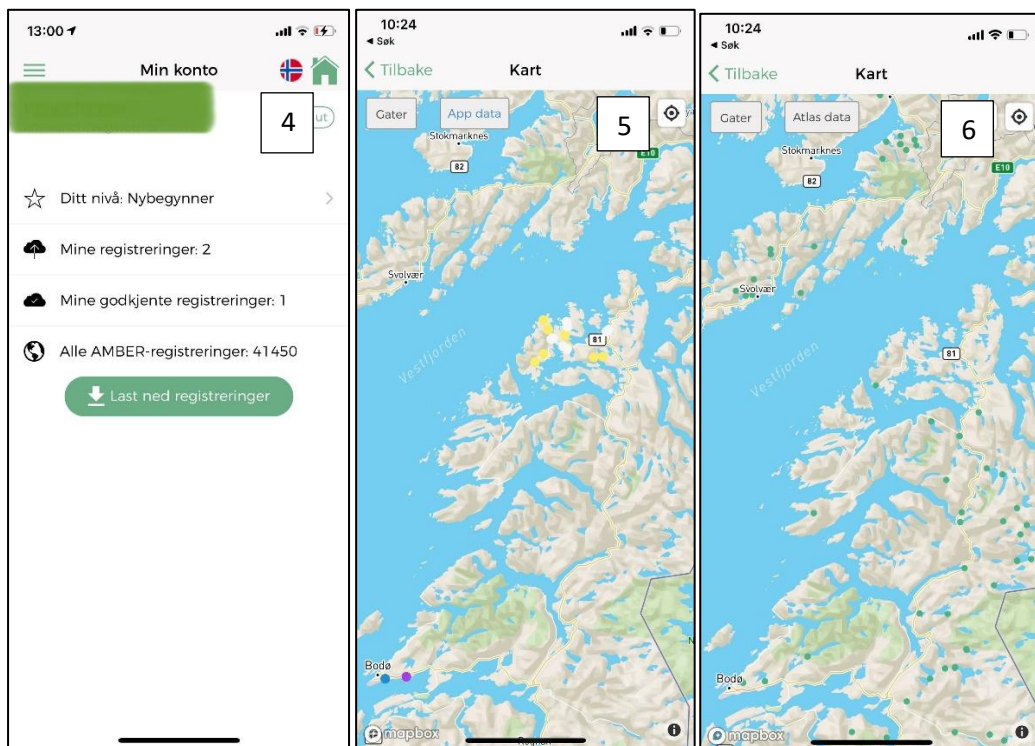 13:00
Min konto
4
ut
Ditt nivå: Nybegynner
Mine registreringer: 2
Mine godkjente registreringer: 1
Alle AMBER-registreringer: 41450
Last ned registreringer
10:24
Søk
Tilbake
Kart
Gater
App data
5
Stokmarknes
82
E10
Svolvær
81
Vestfjorden
Bodø
mapbox
10:24
Søk
Tilbake
Kart
Gater
Atlas data
6
Stokmarknes
82
E10
Svolvær
81
Vestfjorden
Bodø
mapbox